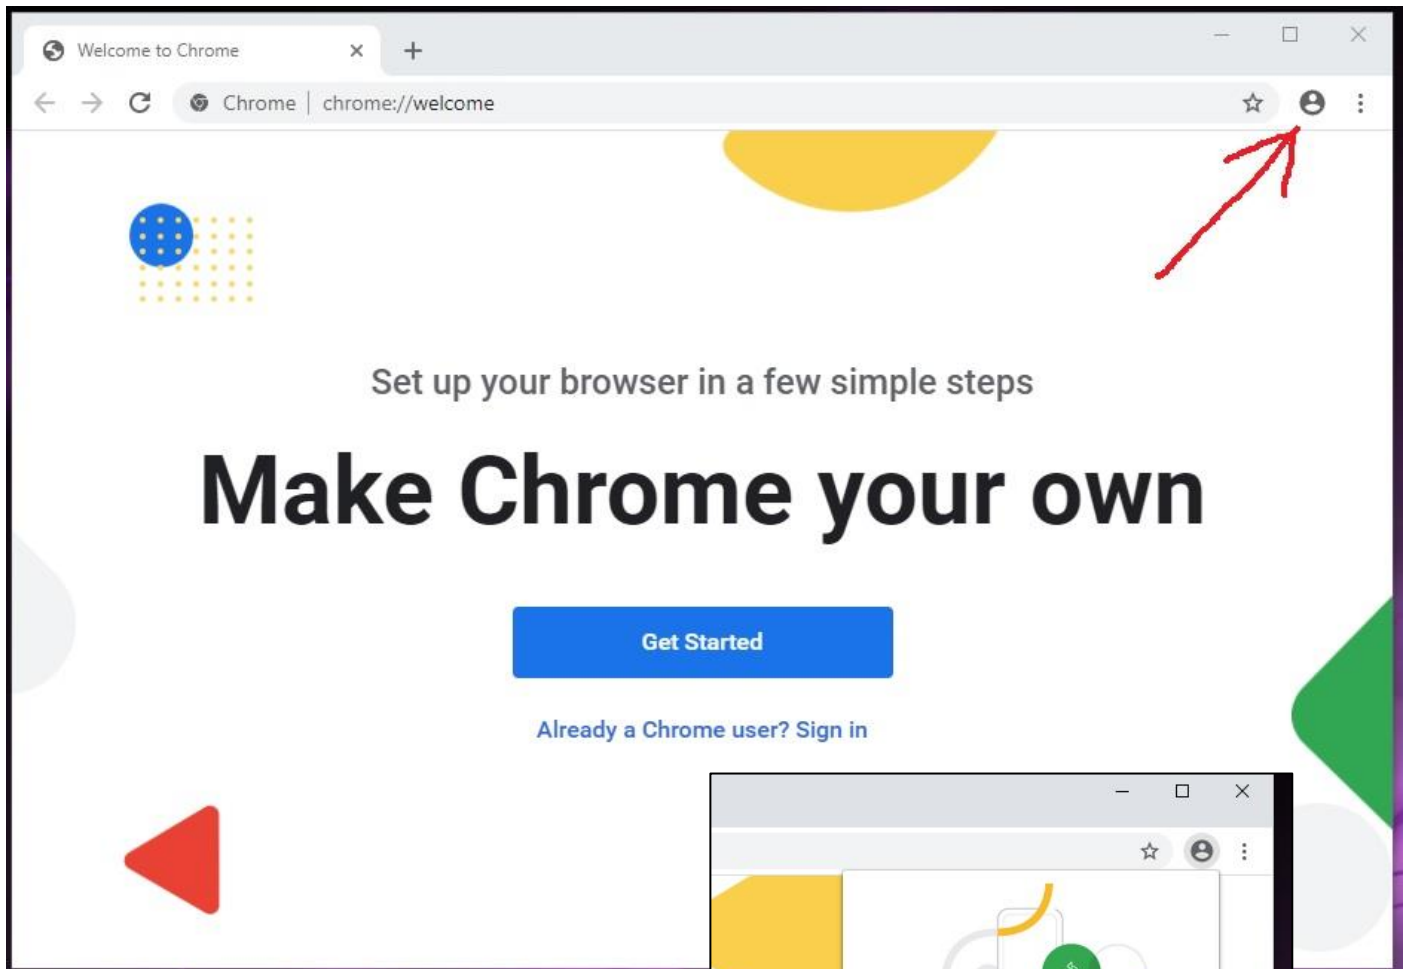 Welcome to Chrome
Chrome | chrome://welcome
Set up your browser in a few simple steps
Make Chrome your own
Get Started
Already a Chrome user? Sign in